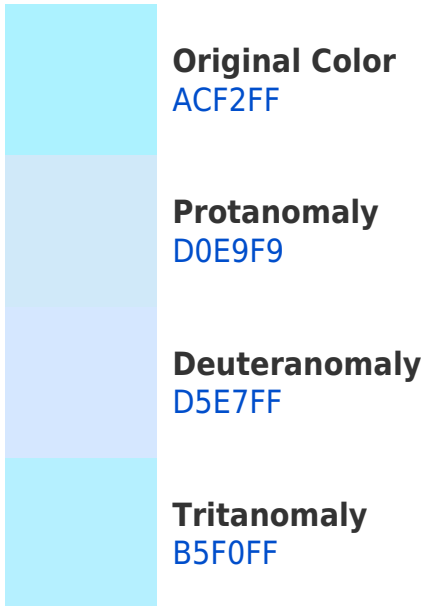 Original Color
ACF2FF
Protanomaly
D0E9F9
Deuteranomaly
D5E7FF
Tritanomaly
B5F0FF